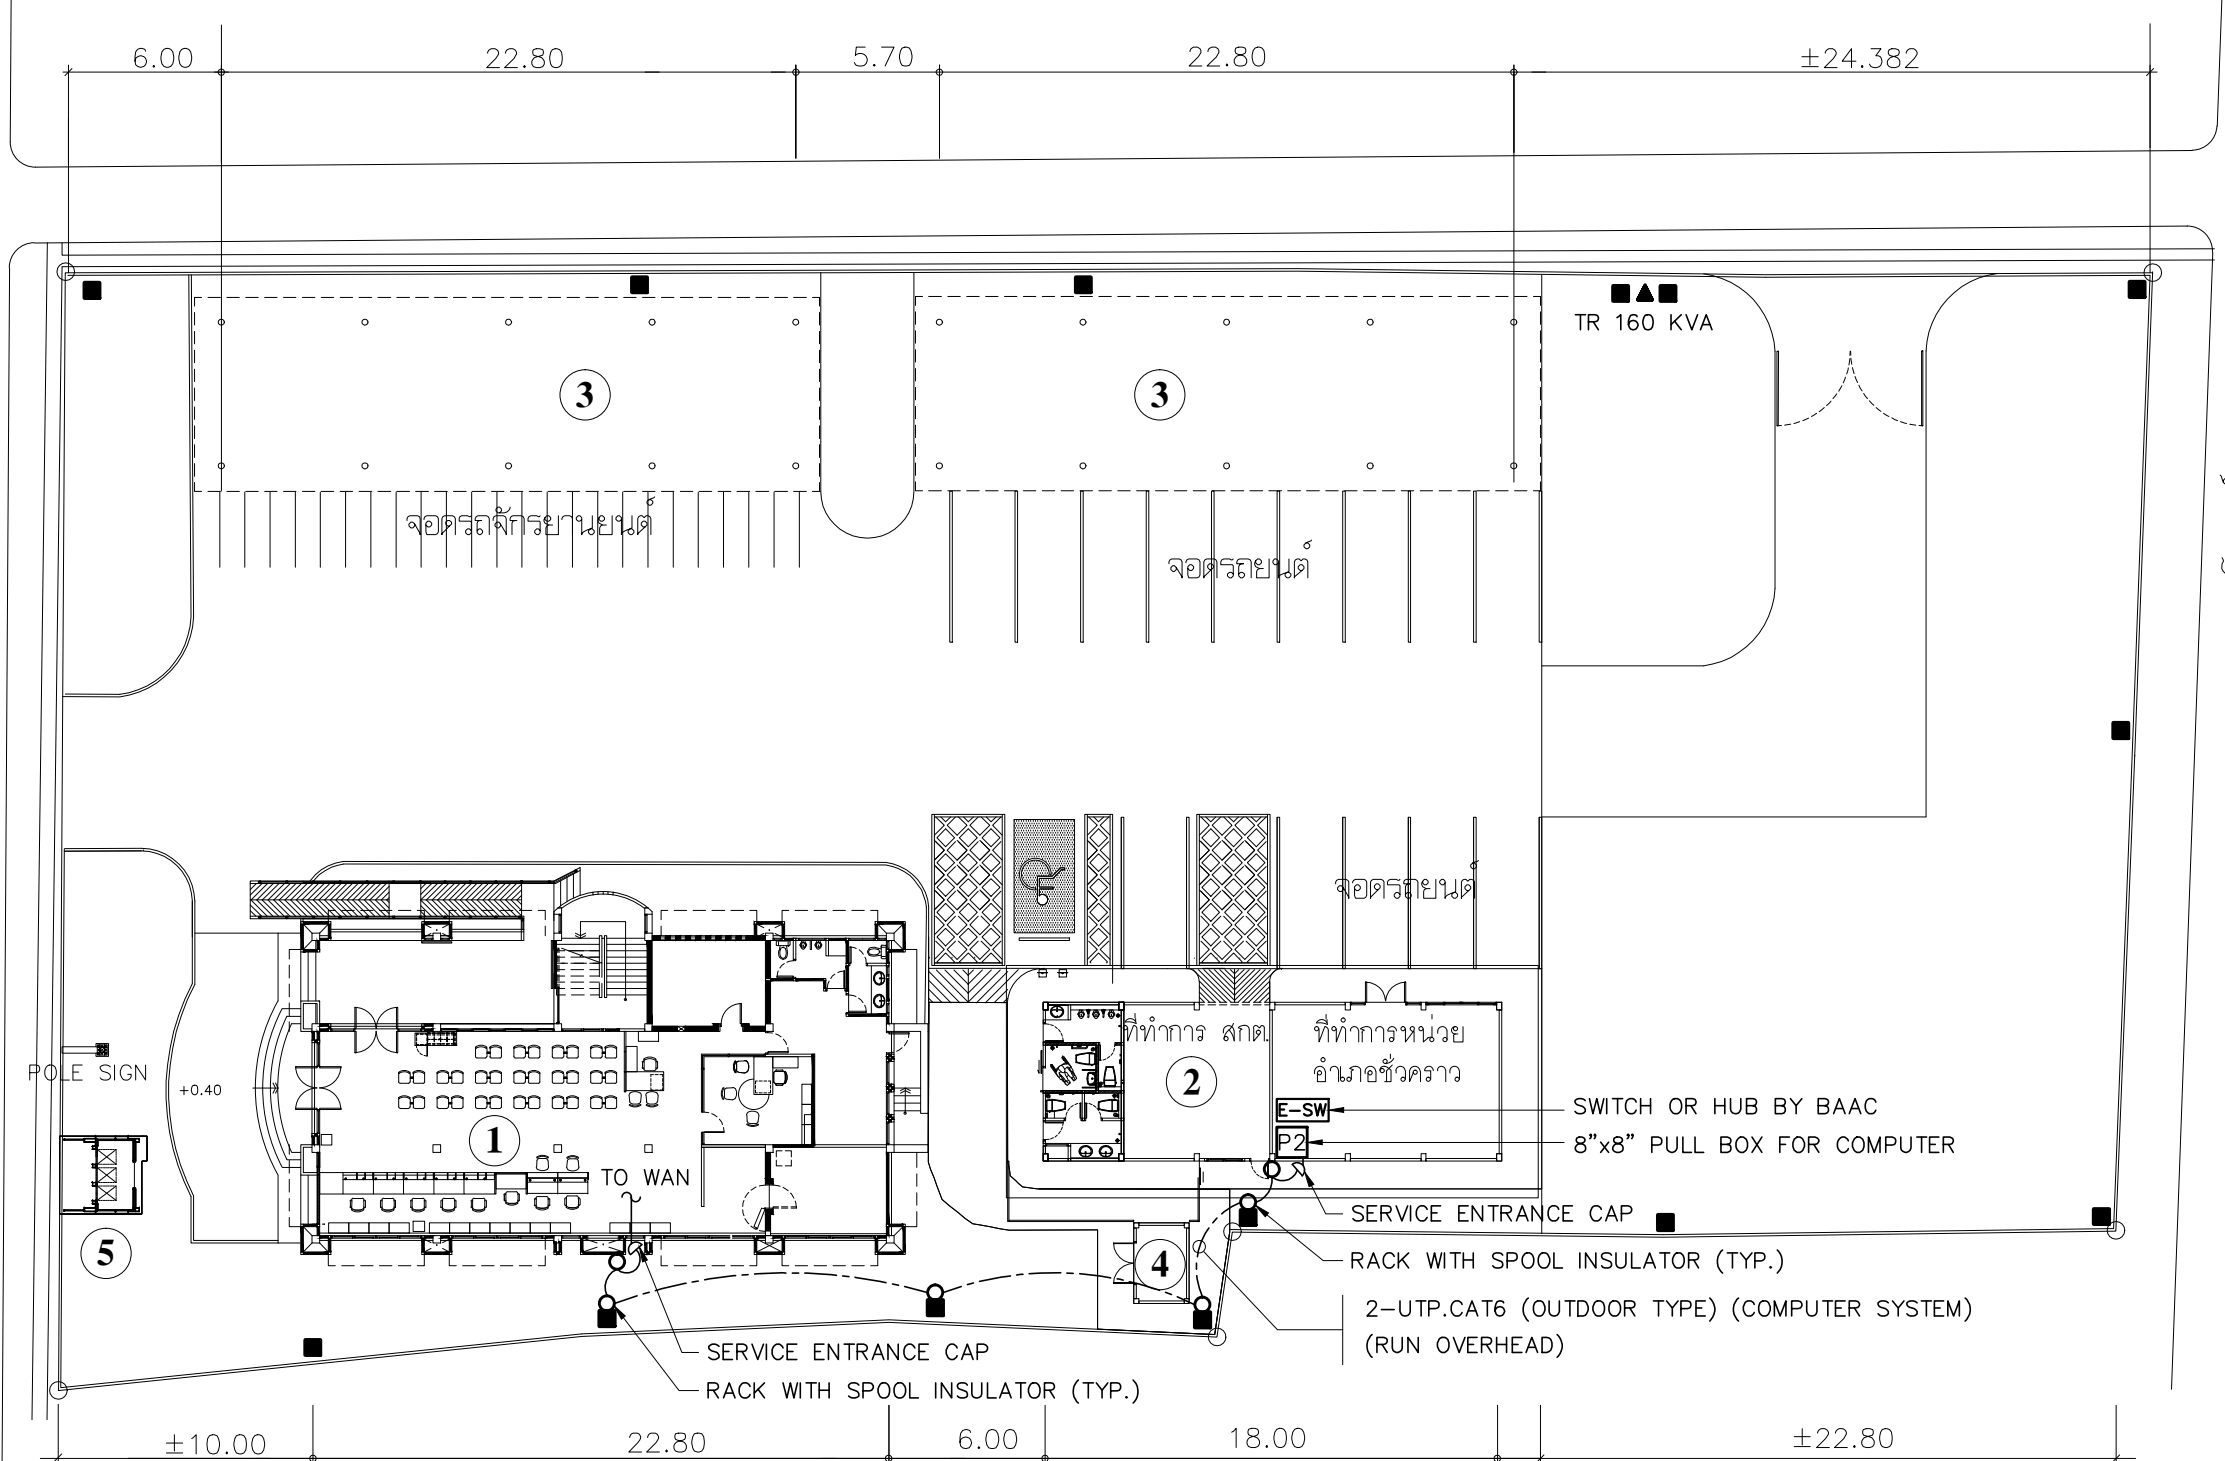 6.00
22.80
5.70
22.80
±24.382
TR 160 KVA
3
3
จอดรถจักรยานยนต์
จอดรถยนต์
จอดรถยนต์
ที่ทำการ สกต.
ที่ทำการหน่วย
อำเภอชั่วคราว
POLE SIGN
+0.40
2
E-SW
SWITCH OR HUB BY BAAC
1
P2
8"x8" PULL BOX FOR COMPUTER
TO WAN
SERVICE ENTRANCE CAP
5
4
RACK WITH SPOOL INSULATOR (TYP.)
2-UTP.CAT6 (OUTDOOR TYPE) (COMPUTER SYSTEM)
(RUN OVERHEAD)
SERVICE ENTRANCE CAP
RACK WITH SPOOL INSULATOR (TYP.)
±10.00
22.80
6.00
18.00
±22.80